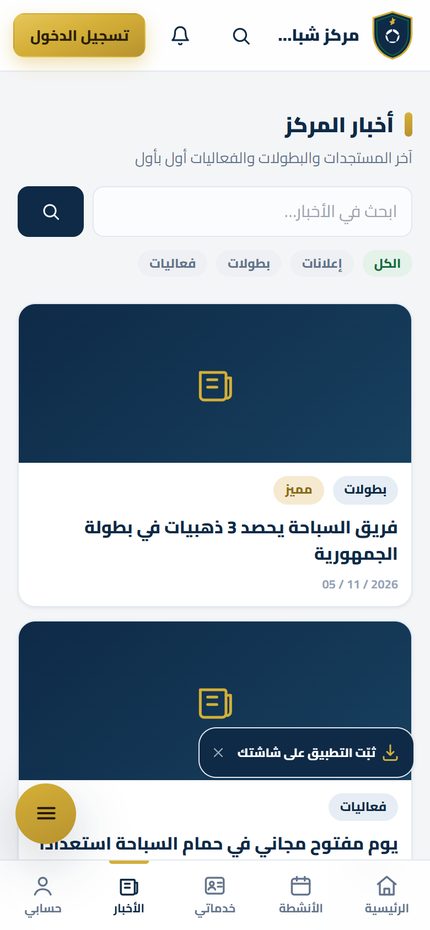 مركز شبا...
تسجيل الدخول
أخبار المركز
آخر المستجدات والبطولات والفعاليات أول بأول
ابحث في الأخبار...
الكل
إعلانات
بطولات
فعاليات
بطولات
مميز
فريق السباحة يحصد 3 ذهبيات في بطولة
الجمهورية
05 / 11 / 2026
ثبّت التطبيق على شاشتك
فعاليات
يوم مفتوح مجاني في حمام السباحة استعدادًا
الرئيسية
الأنشطة
خدماتي
الأخبار
حسابي